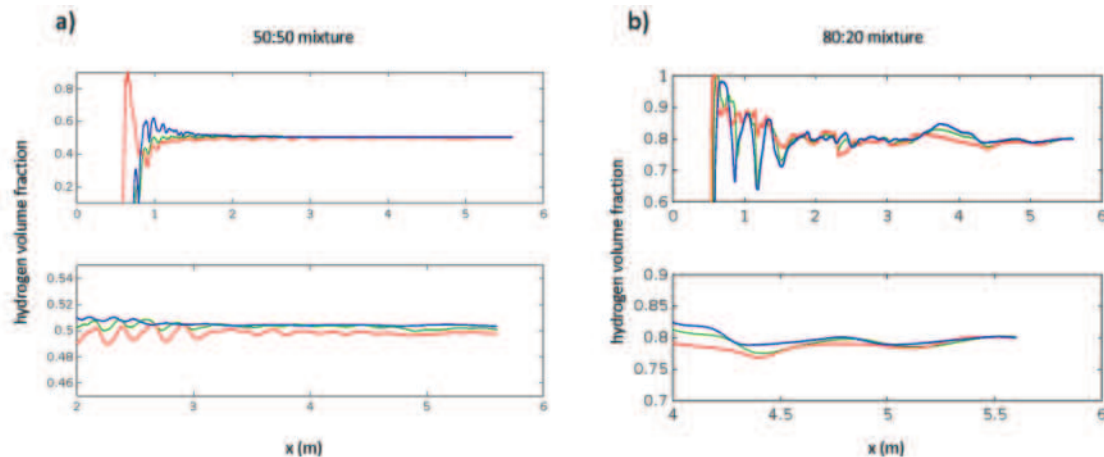 a)
50:50 mixture
0.8
0.6
0.4
0.2
0 1 2 3 4 5 6
0.54
0.52
0.5
0.48
0.46
2 3 4 5 6
hydrogen volume fraction
x (m)
b)
80:20 mixture
1
0.9
0.8
0.7
0.6
0 1 2 3 4 5 6
0.9
0.85
0.8
0.75
0.7
4 4.5 5 5.5 6
hydrogen volume fraction
x (m)